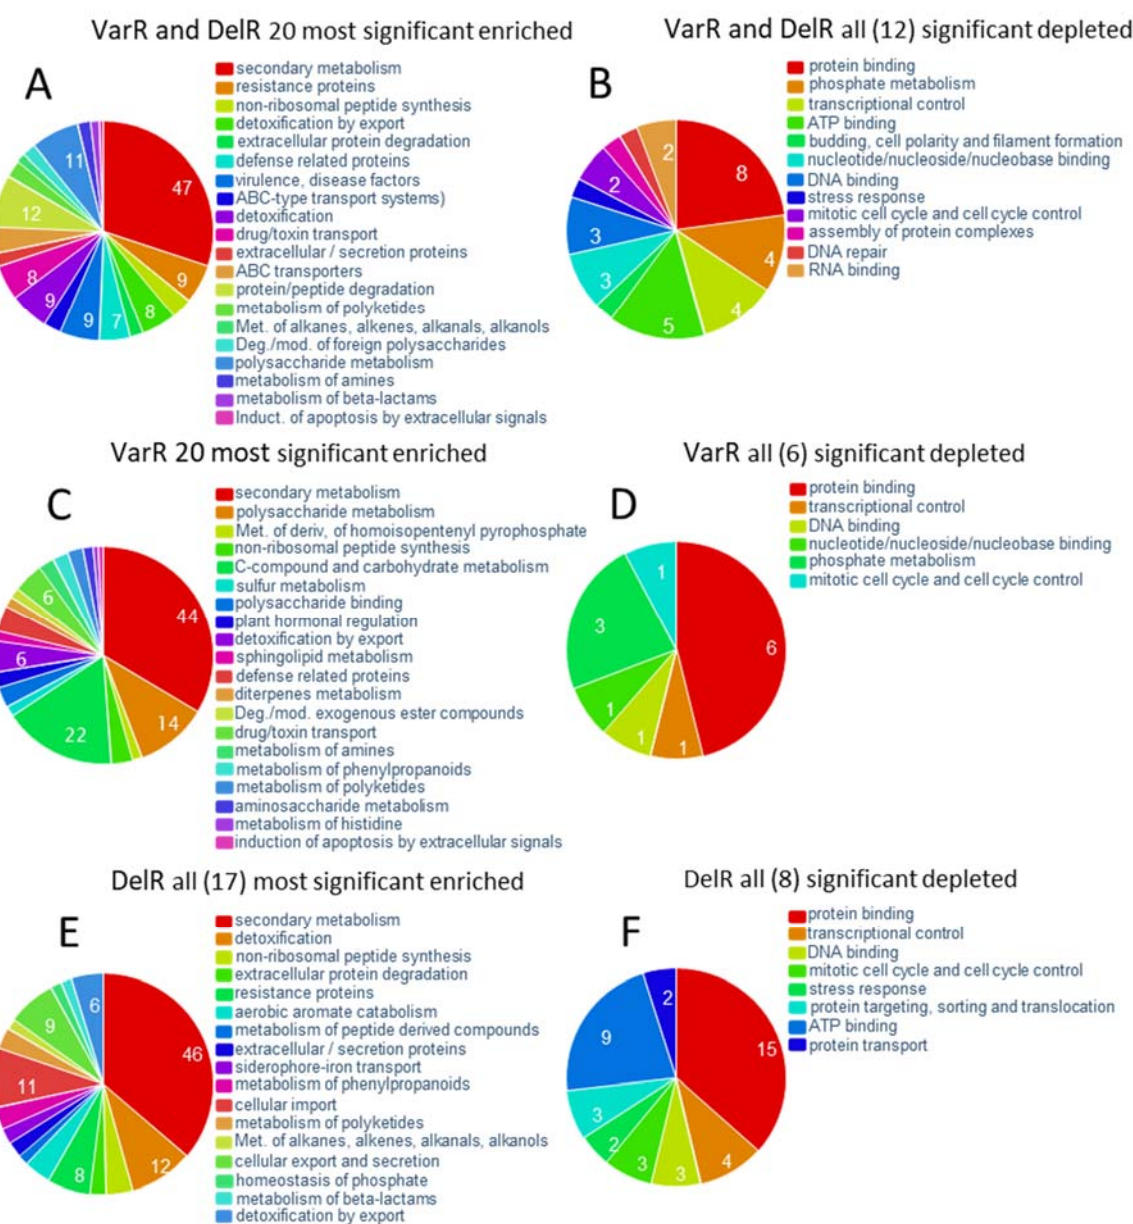 VarR and DelR 20 most significant enriched
A
47
9
8
7
9
9
8
12
11
secondary metabolism
resistance proteins
non-ribosomal peptide synthesis
detoxification by export
extracellular protein degradation
defense related proteins
virulence, disease factors
ABC-type transport systems)
detoxification
drug/toxin transport
extracellular / secretion proteins
ABC transporters
protein/peptide degradation
metabolism of polyketides
Met. of alkanes, alkenes, alkanals, alkanols
Deg./mod. of foreign polysaccharides
polysaccharide metabolism
metabolism of amines
metabolism of beta-lactams
Induct. of apoptosis by extracellular signals
VarR and DelR all (12) significant depleted
B
8
4
4
5
3
3
2
2
protein binding
phosphate metabolism
transcriptional control
ATP binding
budding, cell polarity and filament formation
nucleotide/nucleoside/nucleobase binding
DNA binding
stress response
mitotic cell cycle and cell cycle control
assembly of protein complexes
DNA repair
RNA binding
VarR 20 most significant enriched
C
44
14
22
6
6
secondary metabolism
polysaccharide metabolism
Met. of deriv, of homoisopentenyl pyrophosphate
non-ribosomal peptide synthesis
C-compound and carbohydrate metabolism
sulfur metabolism
polysaccharide binding
plant hormonal regulation
detoxification by export
sphingolipid metabolism
defense related proteins
diterpenes metabolism
Deg./mod. exogenous ester compounds
drug/toxin transport
metabolism of amines
metabolism of phenylpropanoids
metabolism of polyketides
aminosaccharide metabolism
metabolism of histidine
induction of apoptosis by extracellular signals
VarR all (6) significant depleted
D
6
1
1
1
3
1
protein binding
transcriptional control
DNA binding
nucleotide/nucleoside/nucleobase binding
phosphate metabolism
mitotic cell cycle and cell cycle control
DelR all (17) most significant enriched
E
46
12
8
11
9
6
secondary metabolism
detoxification
non-ribosomal peptide synthesis
extracellular protein degradation
resistance proteins
aerobic aromate catabolism
metabolism of peptide derived compounds
extracellular / secretion proteins
siderophore-iron transport
metabolism of phenylpropanoids
cellular import
metabolism of polyketides
Met. of alkanes, alkenes, alkanals, alkanols
cellular export and secretion
homeostasis of phosphate
metabolism of beta-lactams
detoxification by export
DelR all (8) significant depleted
F
15
4
3
3
2
3
9
2
protein binding
transcriptional control
DNA binding
mitotic cell cycle and cell cycle control
stress response
protein targeting, sorting and translocation
ATP binding
protein transport